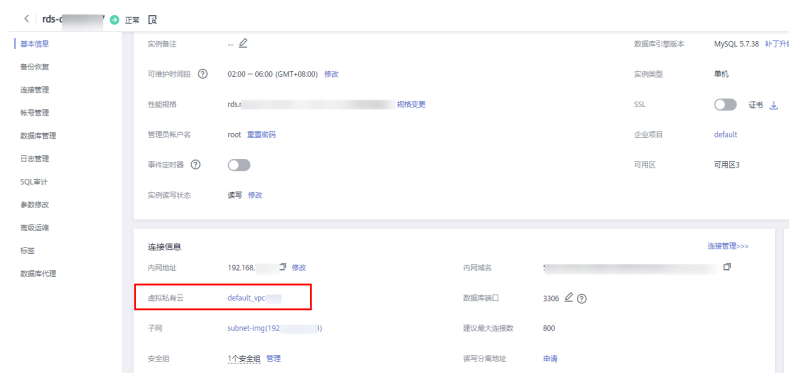 rds- 正常
基本信息
备份恢复
连接管理
帐号管理
数据库管理
日志管理
SQL审计
参数修改
高级运维
标签
数据库代理
实例备注 --
数据库引擎版本 MySQL 5.7.38 补丁升
可维护时间段 02:00 – 06:00 (GMT+08:00) 修改
实例类型 单机
性能规格 rds. 规格变更
SSL 证书
管理员帐户名 root 重置密码
企业项目 default
事件定时器
可用区 可用区3
实例读写状态 读写 修改
连接信息 连接管理>>>
内网地址 192.168. 修改
内网域名
虚拟私有云 default_vpc
数据库端口 3306
子网 subnet-img(192 )
建议最大连接数 800
安全组 1个安全组 管理
读写分离地址 申请